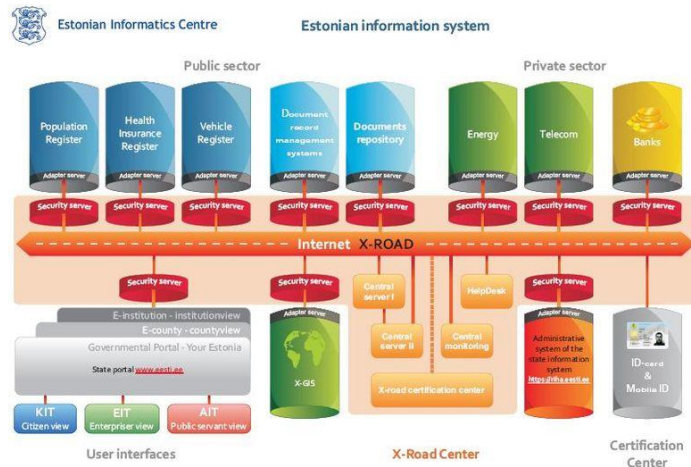 Estonian Informatics Centre
Estonian information system
Public sector
Private sector
Population
Register
Health
Insurance
Register
Vehicle
Register
Document
record
management
systems
Documents
repository
Energy
Telecom
Banks
Adapter server
Adapter server
Adapter server
Adapter server
Adapter server
Adapter server
Adapter server
Adapter server
Security server
Security server
Security server
Security server
Security server
Security server
Security server
Security server
Internet X-ROAD
Security server
Security server
Central
server I
HelpDesk
Security server
E-institution - institutionview
E-county - countyview
Governmental Portal - Your Estonia
State portal www.eesti.ee
Adapter server
X-GIS
Central
server II
Central
monitoring
X-road certification center
Adapter server
Administrative
system of the
state information
system
https://riha.eesti.ee
ID-card
&
Mobile ID
KIT
Citizen view
EIT
Enterpriser view
AIT
Public servant view
User interfaces
X-Road Center
Certification
Center